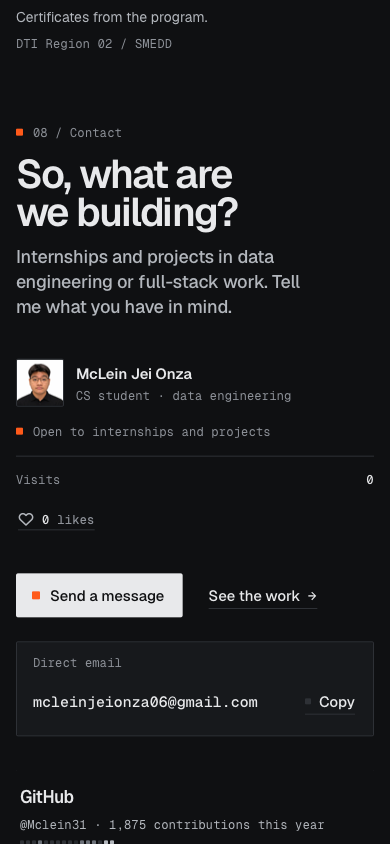 Certificates from the program.
DTI Region 02 / SMEDD
08 / Contact
So, what are
we building?
Internships and projects in data
engineering or full-stack work. Tell
me what you have in mind.
McLein Jei Onza
CS student · data engineering
Open to internships and projects
Visits 0
0 likes
Send a message See the work →
Direct email
mcleinjeionza06@gmail.com Copy
GitHub
@Mclein31 · 1,875 contributions this year